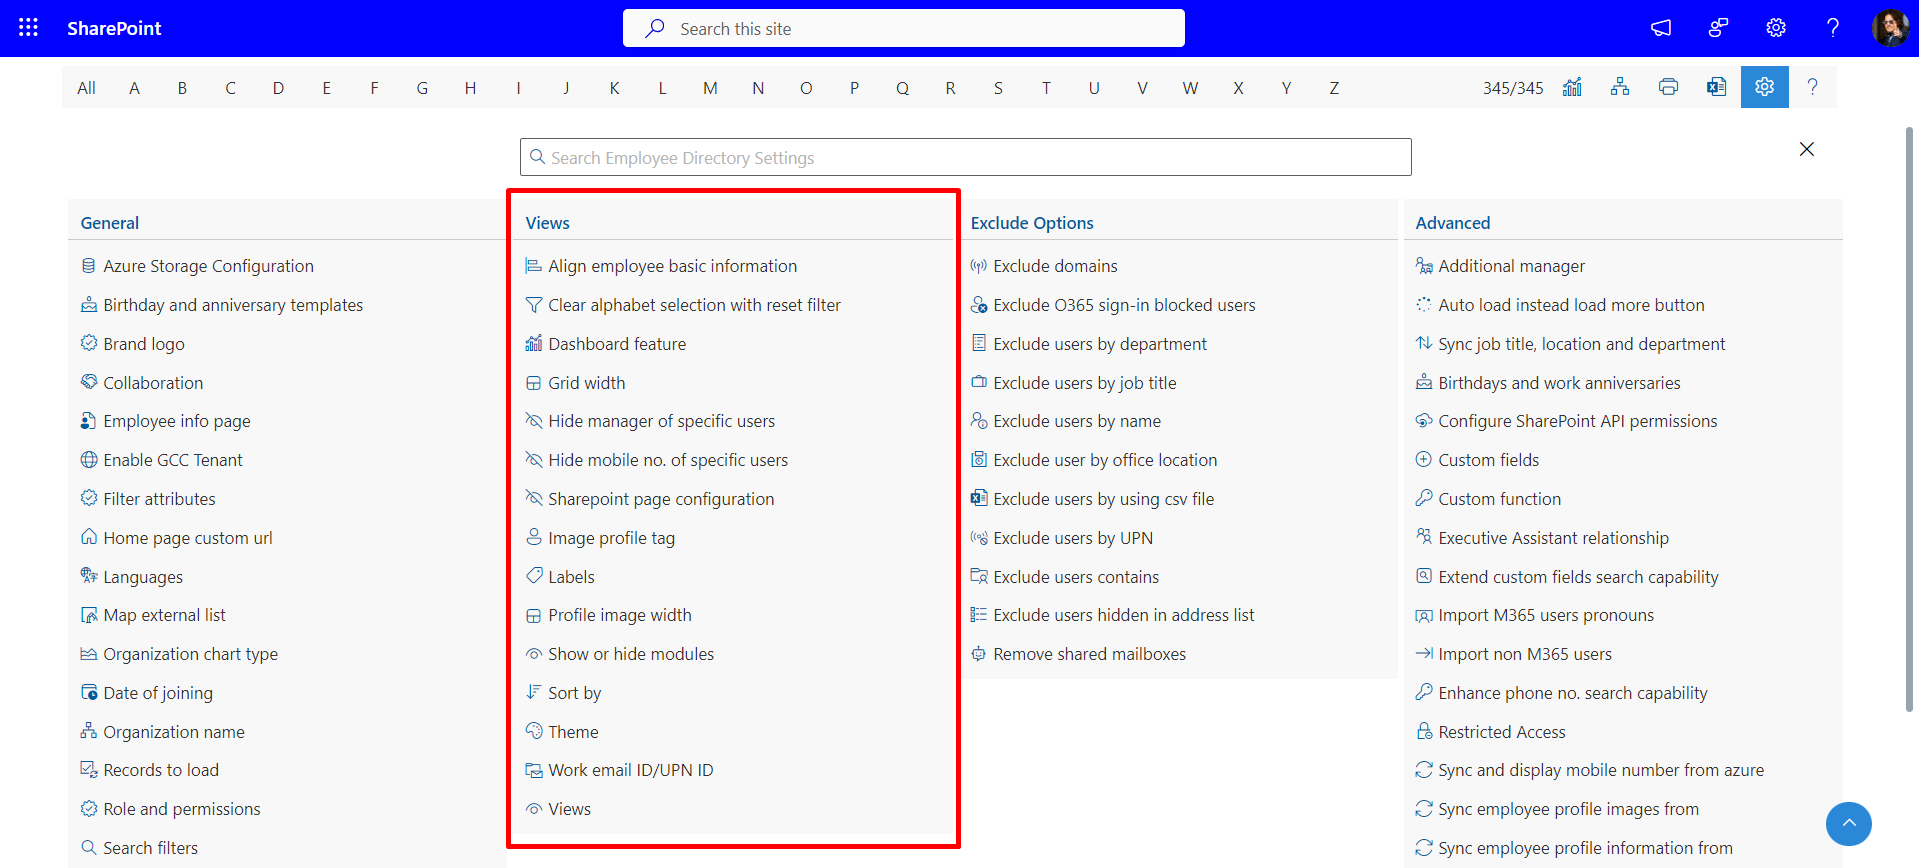 SharePoint
Search this site
All A B C D E F G H I J K L M N O P Q R S T U V W X Y Z 345/345
Search Employee Directory Settings
General
Azure Storage Configuration
Birthday and anniversary templates
Brand logo
Collaboration
Employee info page
Enable GCC Tenant
Filter attributes
Home page custom url
Languages
Map external list
Organization chart type
Date of joining
Organization name
Records to load
Role and permissions
Search filters
Views
Align employee basic information
Clear alphabet selection with reset filter
Dashboard feature
Grid width
Hide manager of specific users
Hide mobile no. of specific users
Sharepoint page configuration
Image profile tag
Labels
Profile image width
Show or hide modules
Sort by
Theme
Work email ID/UPN ID
Views
Exclude Options
Exclude domains
Exclude O365 sign-in blocked users
Exclude users by department
Exclude users by job title
Exclude users by name
Exclude user by office location
Exclude users by using csv file
Exclude users by UPN
Exclude users contains
Exclude users hidden in address list
Remove shared mailboxes
Advanced
Additional manager
Auto load instead load more button
Sync job title, location and department
Birthdays and work anniversaries
Configure SharePoint API permissions
Custom fields
Custom function
Executive Assistant relationship
Extend custom fields search capability
Import M365 users pronouns
Import non M365 users
Enhance phone no. search capability
Restricted Access
Sync and display mobile number from azure
Sync employee profile images from
Sync employee profile information from